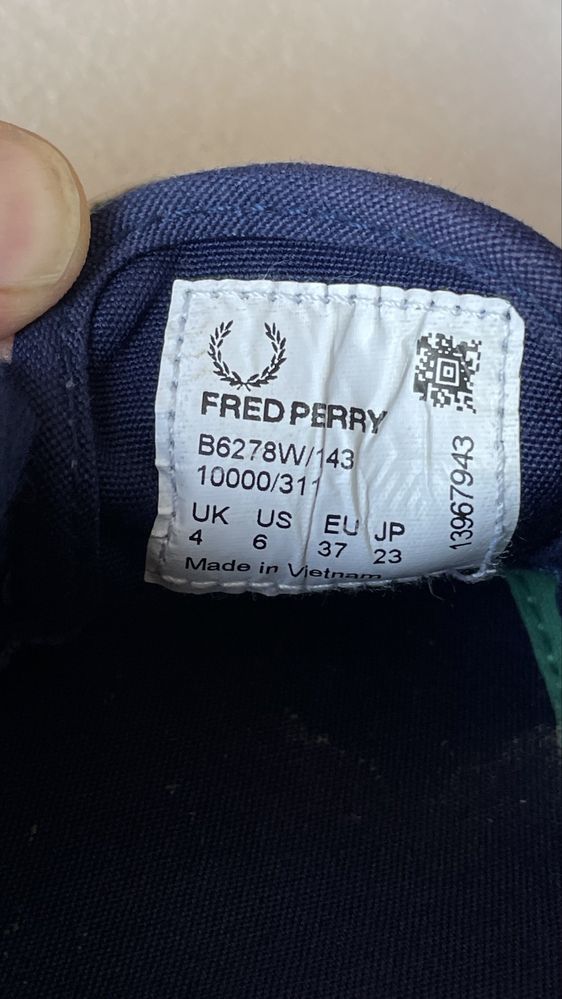 FRED PERRY
B6278W/143
10000/311
UK US EU JP
4 6 37 23
Made in Vietnam
13967943